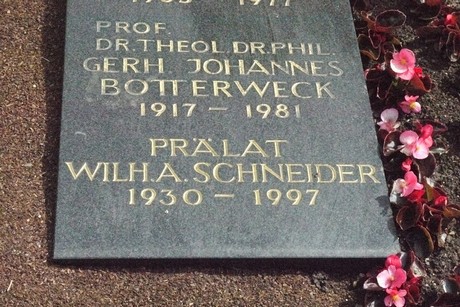 PROF.
DR.THEOL.DR.PHIL.
GERH JOHANNES
BOTTERWECK
1917 - 1981
PRÄLAT
WILH.A.SCHNEIDER
1930 - 1997